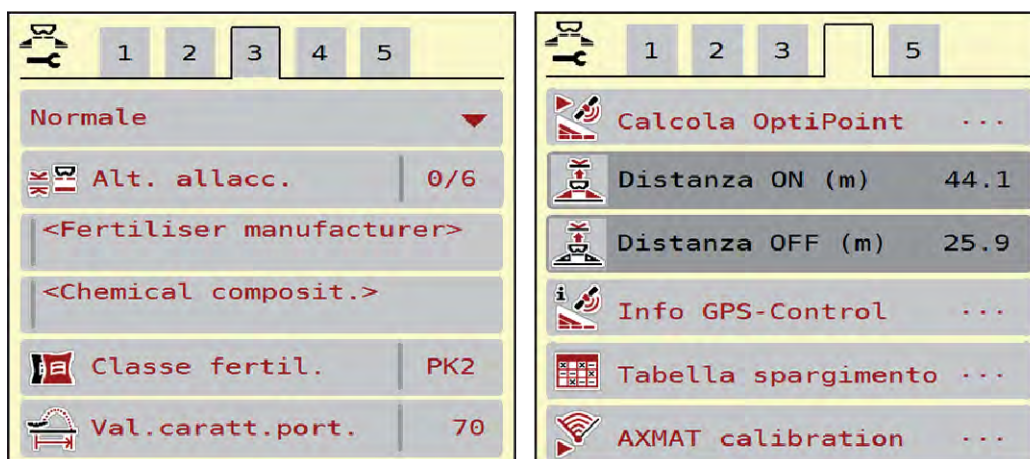 1 2 3 4 5
Normale
Alt. allacc. 0/6
<Fertiliser manufacturer>
<Chemical composit.>
Classe fertil. PK2
Val.caratt.port. 70
1 2 3 5
Calcola OptiPoint ...
Distanza ON (m) 44.1
Distanza OFF (m) 25.9
i
Info GPS-Control ...
Tabella spargimento ...
AXMAT calibration ...